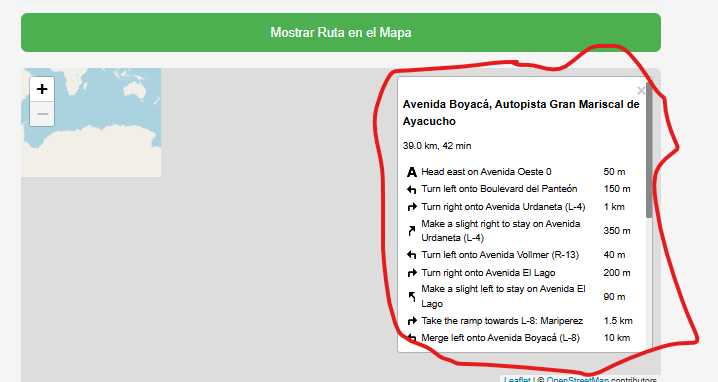 Mostrar Ruta en el Mapa
+
−
×
Avenida Boyacá, Autopista Gran Mariscal de
Ayacucho
39.0 km, 42 min
A Head east on Avenida Oeste 0 50 m
Turn left onto Boulevard del Panteón 150 m
Turn right onto Avenida Urdaneta (L-4) 1 km
Make a slight right to stay on Avenida
Urdaneta (L-4) 350 m
Turn left onto Avenida Vollmer (R-13) 40 m
Turn right onto Avenida El Lago 200 m
Make a slight left to stay on Avenida El
Lago 90 m
Take the ramp towards L-8: Mariperez 1.5 km
Merge left onto Avenida Boyacá (L-8) 10 km
Leaflet | © OpenStreetMap contributors